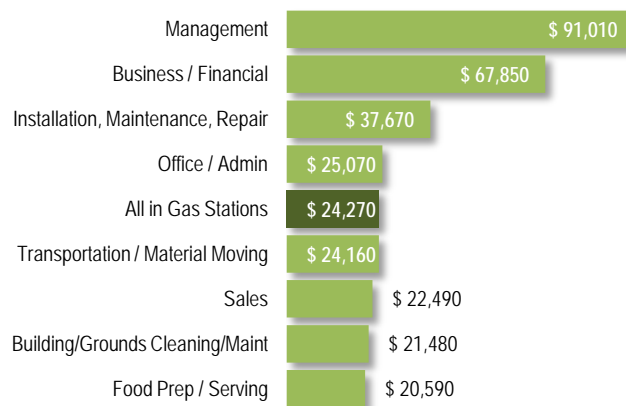 Management $ 91,010
Business / Financial $ 67,850
Installation, Maintenance, Repair $ 37,670
Office / Admin $ 25,070
All in Gas Stations $ 24,270
Transportation / Material Moving $ 24,160
Sales $ 22,490
Building/Grounds Cleaning/Maint $ 21,480
Food Prep / Serving $ 20,590